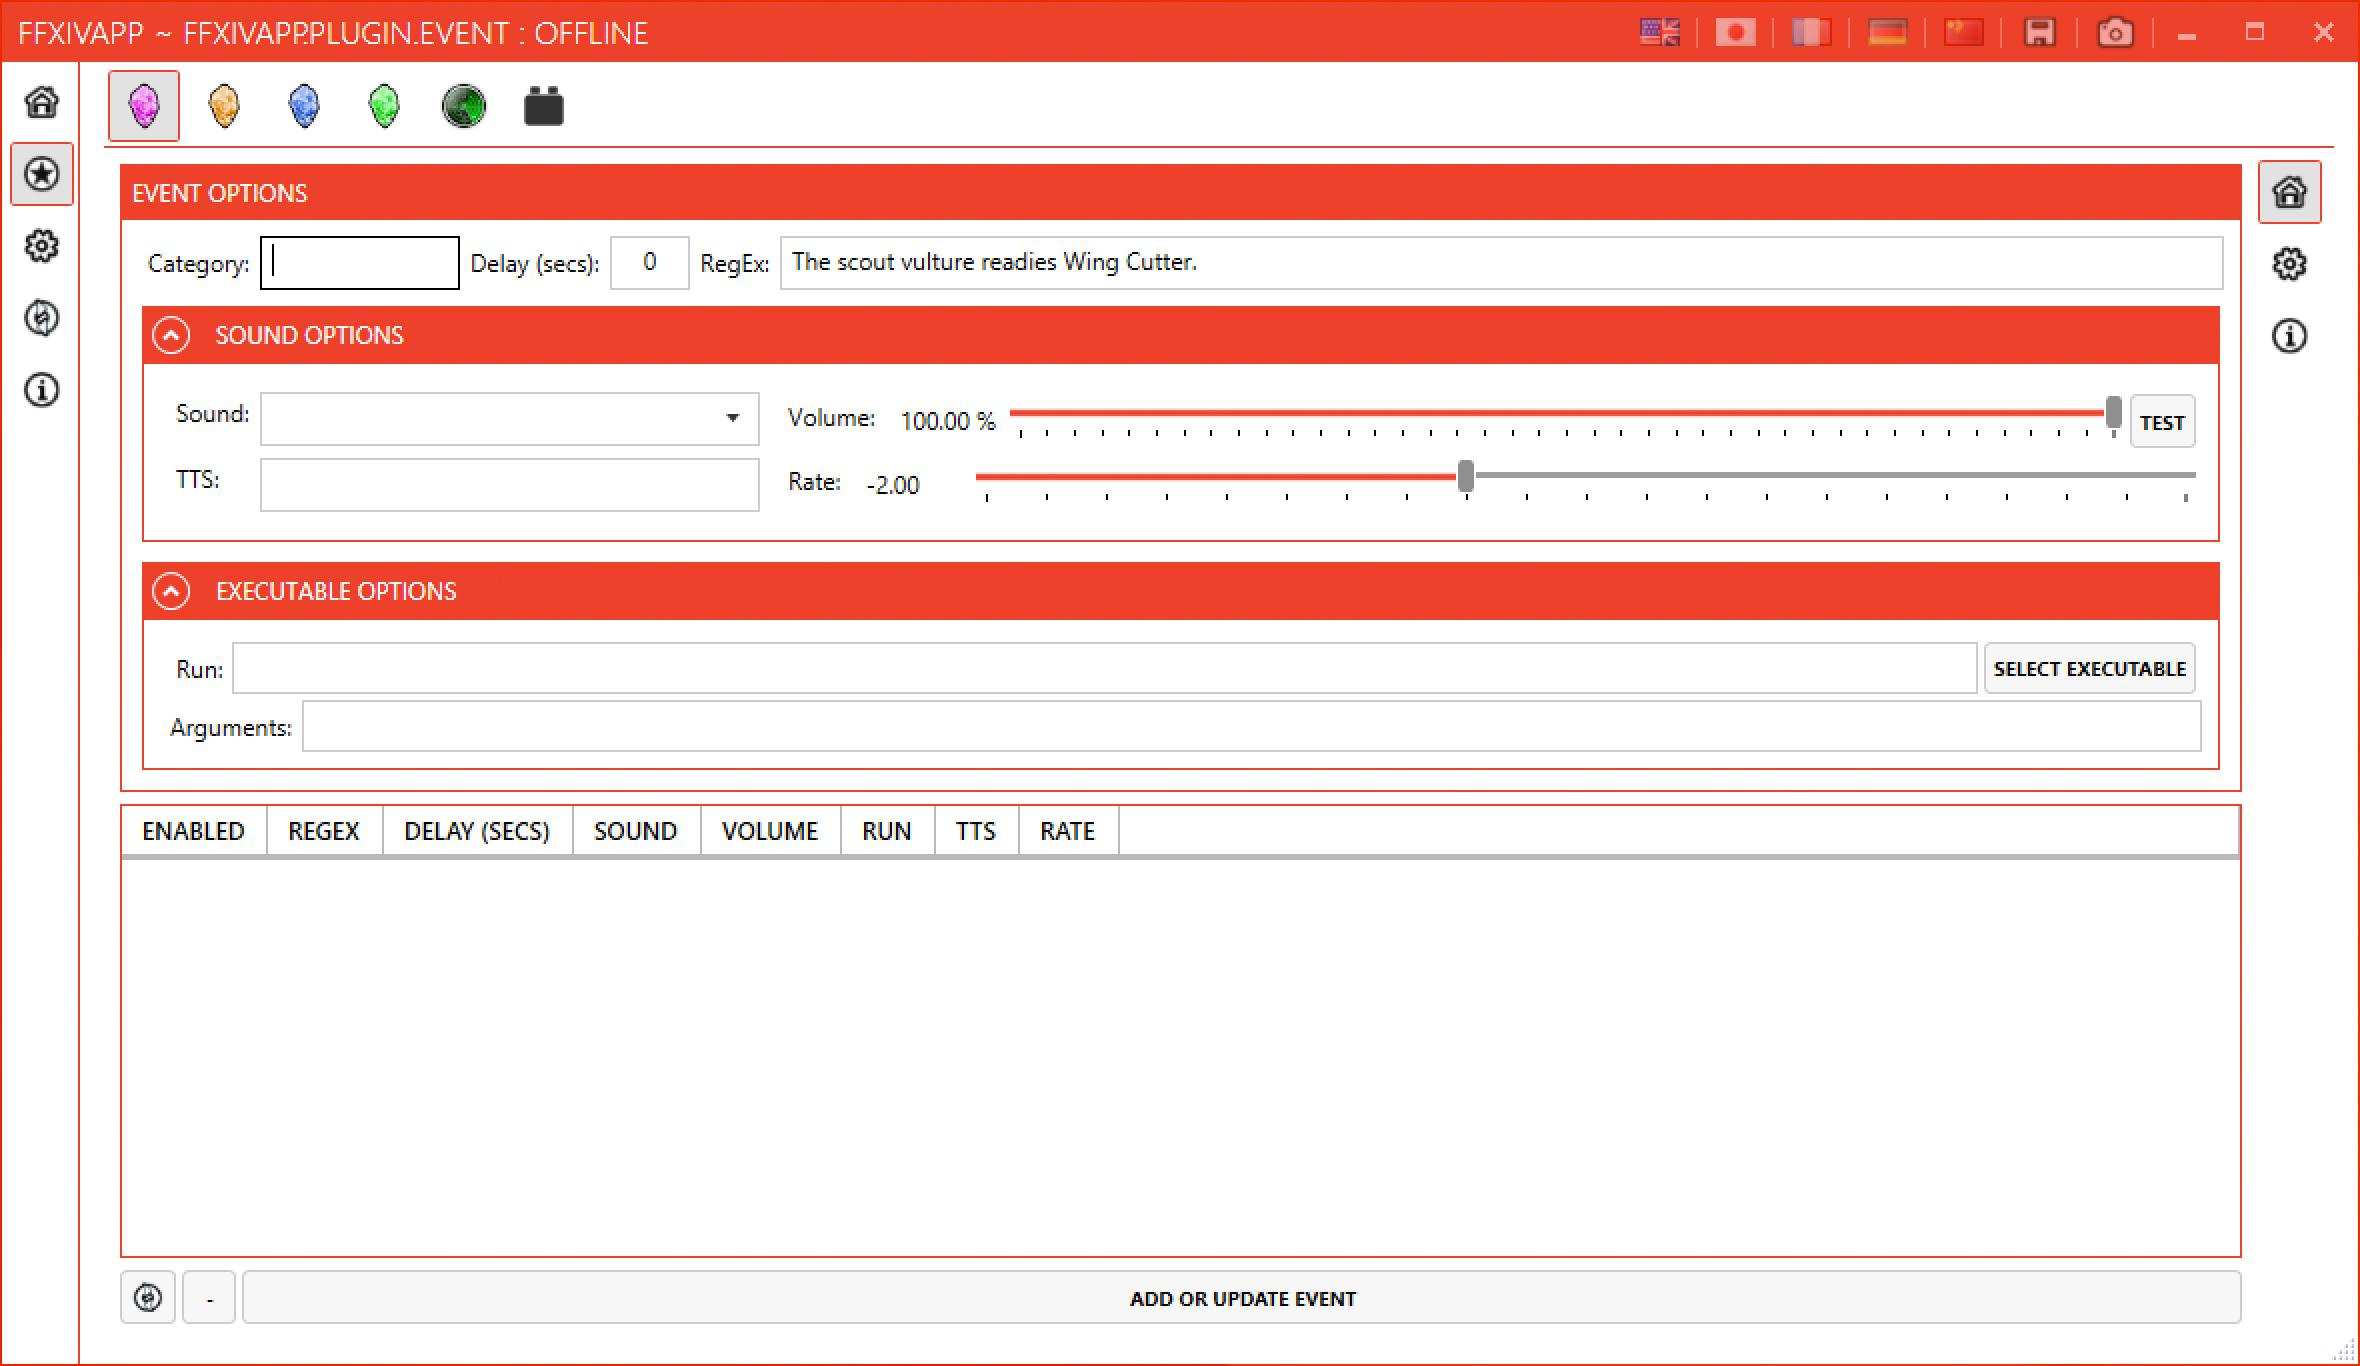 FFXIVAPP ~ FFXIVAPP.PLUGIN.EVENT : OFFLINE
EVENT OPTIONS
Category: Delay (secs): 0 RegEx: The scout vulture readies Wing Cutter.
SOUND OPTIONS
Sound: Volume: 100.00 % TEST
TTS: Rate: -2.00
EXECUTABLE OPTIONS
Run: SELECT EXECUTABLE
Arguments:
ENABLED REGEX DELAY (SECS) SOUND VOLUME RUN TTS RATE
- ADD OR UPDATE EVENT